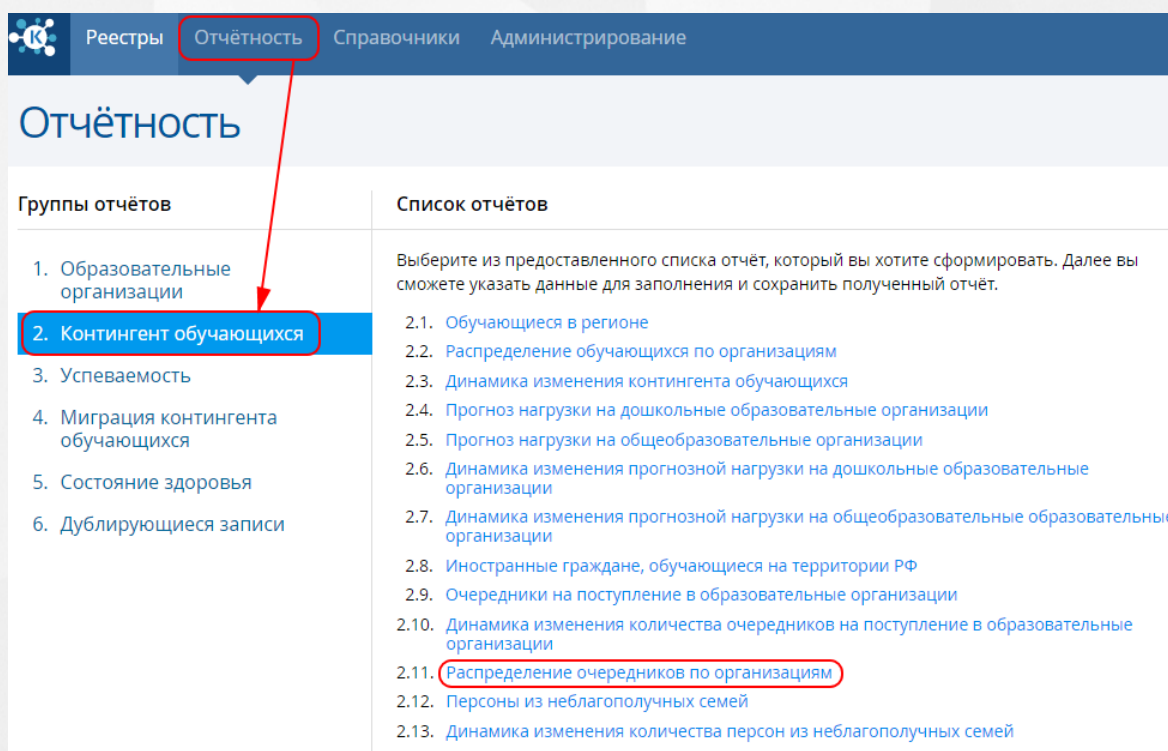 К
Реестры Отчётность Справочники Администрирование
Отчётность
Группы отчётов
1. Образовательные
организации
2. Контингент обучающихся
3. Успеваемость
4. Миграция контингента
обучающихся
5. Состояние здоровья
6. Дублирующиеся записи
Список отчётов
Выберите из предоставленного списка отчёт, который вы хотите сформировать. Далее вы
сможете указать данные для заполнения и сохранить полученный отчёт.
2.1. Обучающиеся в регионе
2.2. Распределение обучающихся по организациям
2.3. Динамика изменения контингента обучающихся
2.4. Прогноз нагрузки на дошкольные образовательные организации
2.5. Прогноз нагрузки на общеобразовательные организации
2.6. Динамика изменения прогнозной нагрузки на дошкольные образовательные
организации
2.7. Динамика изменения прогнозной нагрузки на общеобразовательные образовательные
организации
2.8. Иностранные граждане, обучающиеся на территории РФ
2.9. Очередники на поступление в образовательные организации
2.10. Динамика изменения количества очередников на поступление в образовательные
организации
2.11. Распределение очередников по организациям
2.12. Персоны из неблагополучных семей
2.13. Динамика изменения количества персон из неблагополучных семей